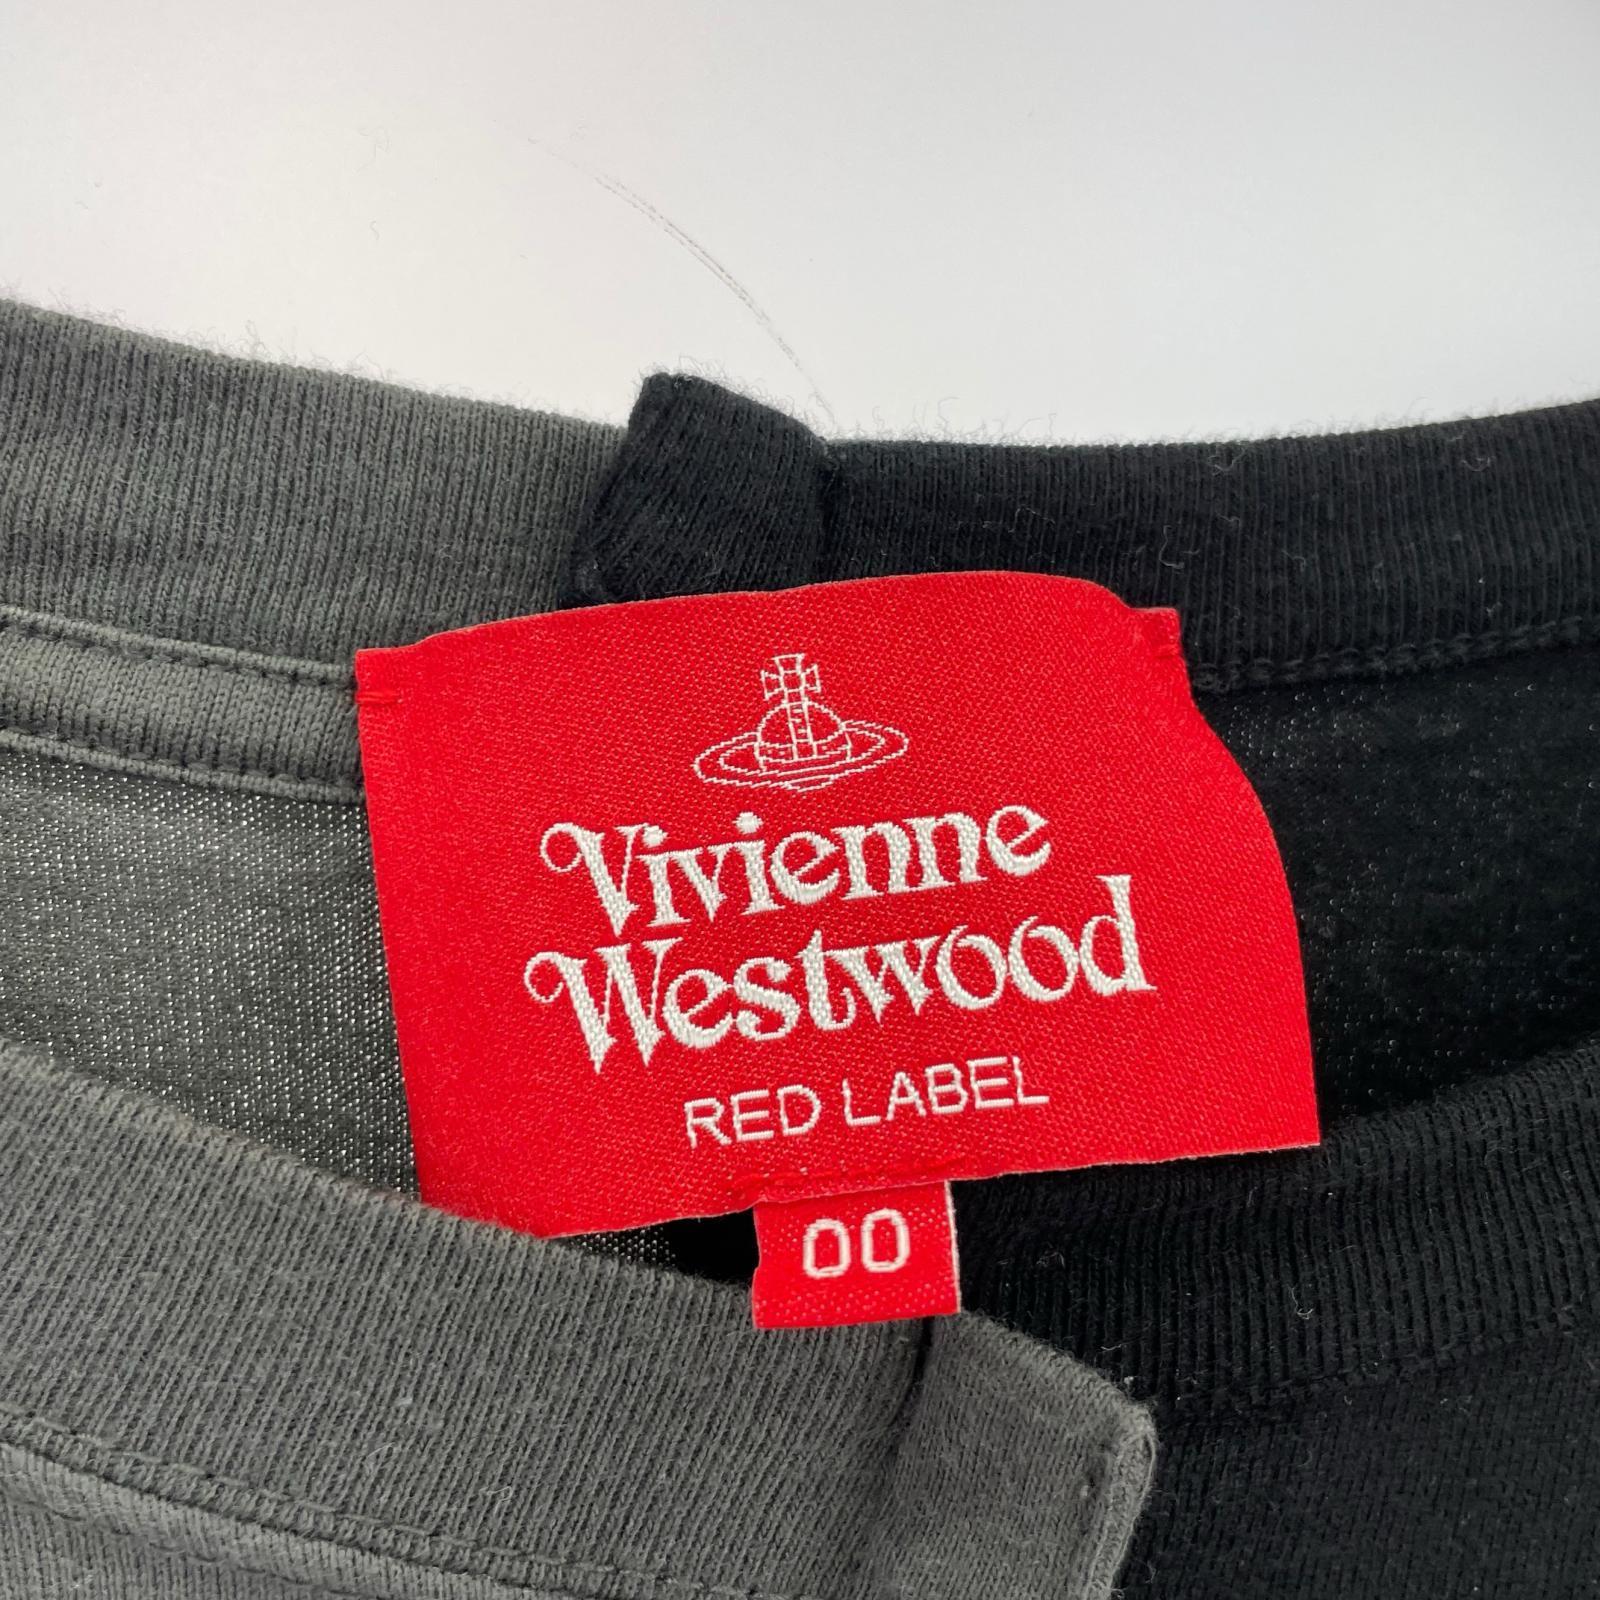 Vivienne
Westwood
RED LABEL
00